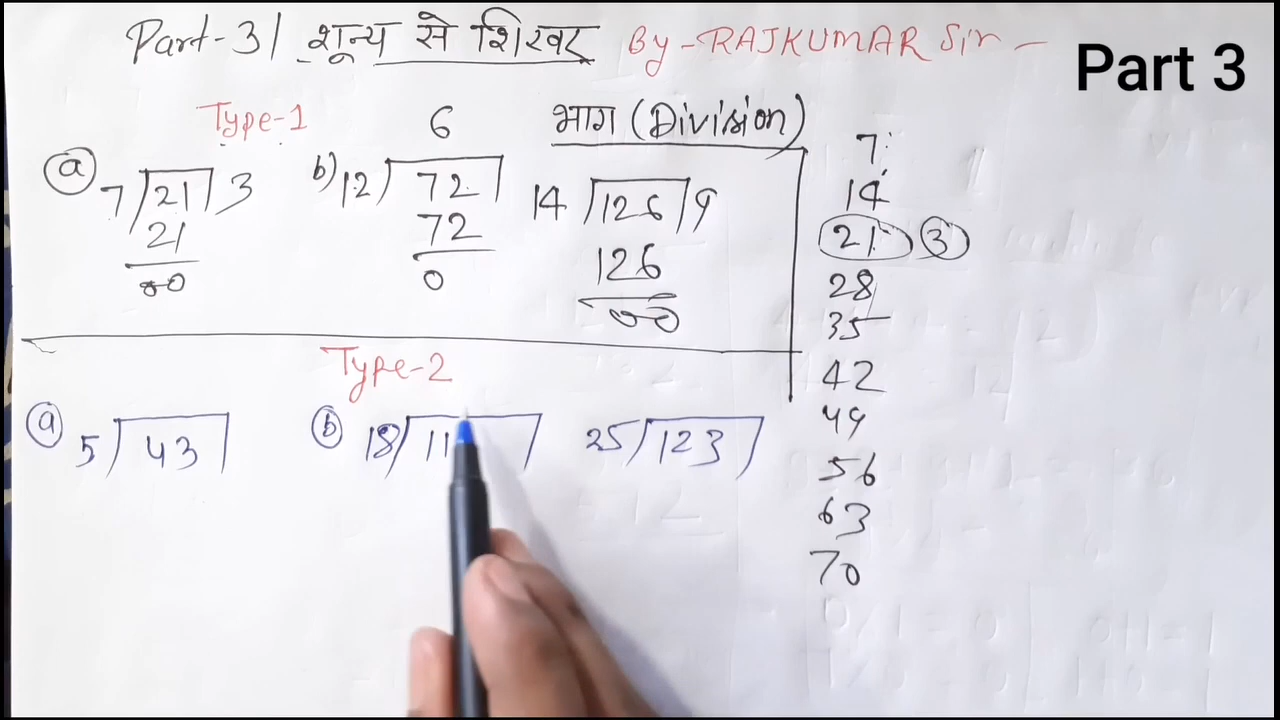 Part-3| शून्य से शिखर By-RAJKUMAR Sir
Part 3
Type-1
भाग (Division)
a) 7 ) 21 ( 3
21
00
b) 12 ) 72
6
72
0
14 ) 126 ( 9
126
00
7
14
21 3
28
35
42
49
56
63
70
Type-2
a) 5 ) 43
b) 18 ) 11
25 ) 123